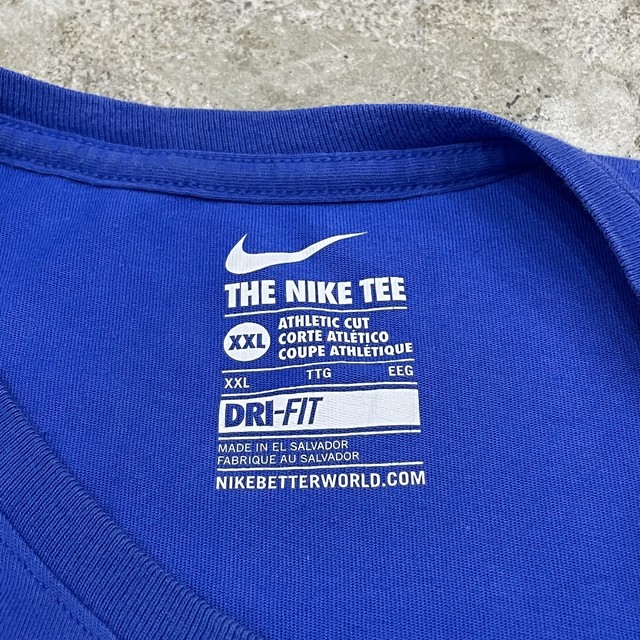 THE NIKE TEE
XXL
ATHLETIC CUT
CORTE ATLÉTICO
COUPE ATHLÉTIQUE
XXL TTG EEG
DRI-FIT
MADE IN EL SALVADOR
FABRIQUE AU SALVADOR
NIKEBETTERWORLD.COM